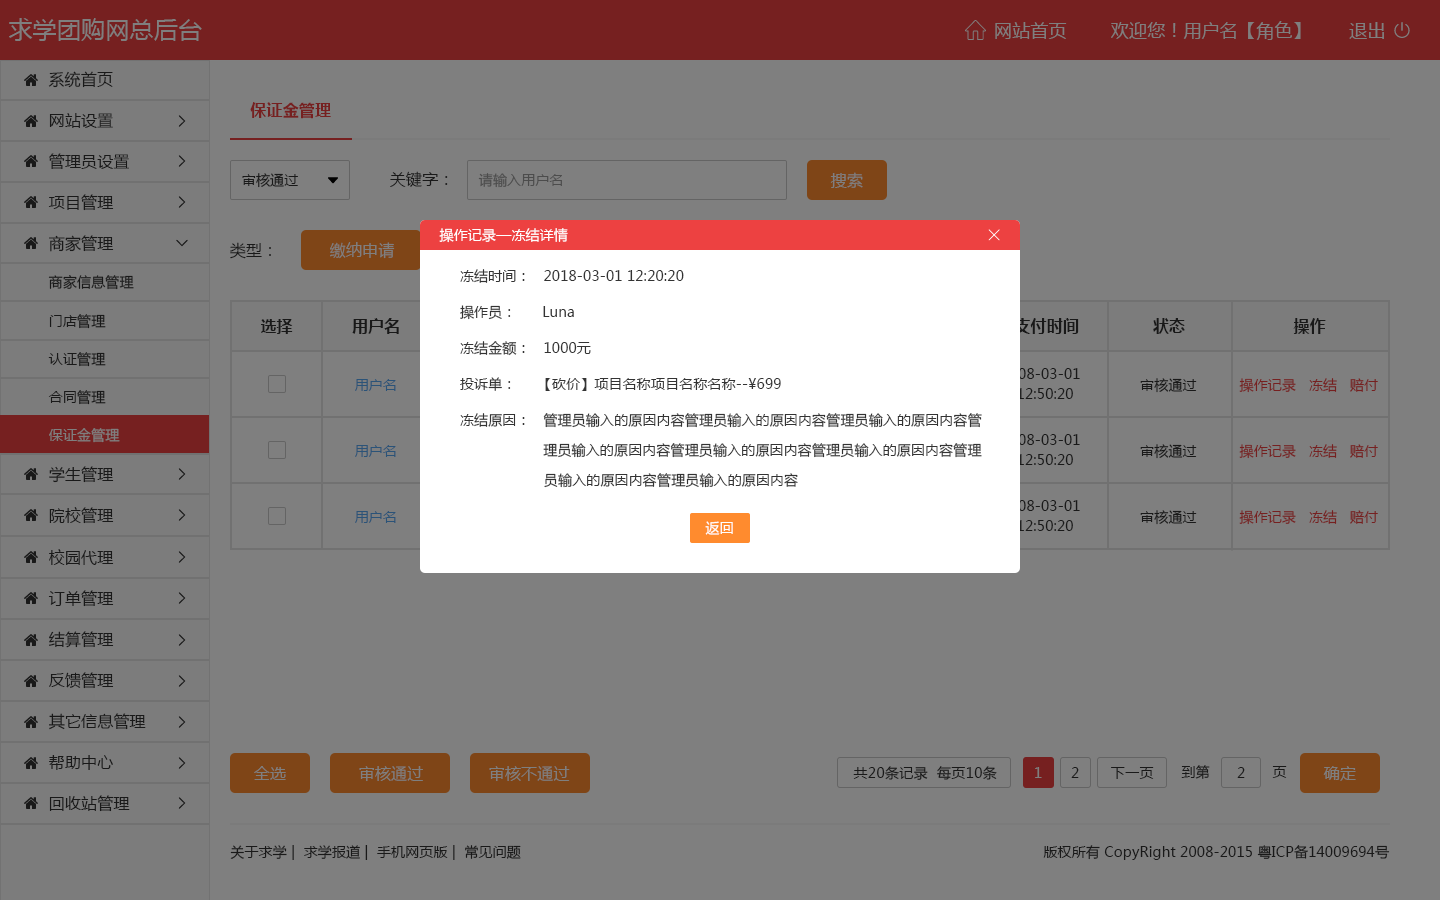 求学团购网总后台
网站首页
欢迎您！用户名【角色】
退出
系统首页
网站设置
管理员设置
项目管理
商家管理
商家信息管理
门店管理
认证管理
合同管理
保证金管理
学生管理
院校管理
校园代理
订单管理
结算管理
反馈管理
其它信息管理
帮助中心
回收站管理
保证金管理
审核通过
关键字：
请输入用户名
搜索
类型：
缴纳申请
操作记录—冻结详情
冻结时间： 2018-03-01 12:20:20
操作员： Luna
冻结金额： 1000元
投诉单： 【砍价】项目名称项目名称名称--¥699
冻结原因： 管理员输入的原因内容管理员输入的原因内容管理员输入的原因内容管
理员输入的原因内容管理员输入的原因内容管理员输入的原因内容管理
员输入的原因内容管理员输入的原因内容
返回
选择 用户名 支付时间 状态 操作
用户名 08-03-01 12:50:20 审核通过 操作记录 冻结 赔付
用户名 08-03-01 12:50:20 审核通过 操作记录 冻结 赔付
用户名 08-03-01 12:50:20 审核通过 操作记录 冻结 赔付
全选 审核通过 审核不通过 共20条记录 每页10条 1 2 下一页 到第 2 页 确定
关于求学 | 求学报道 | 手机网页版 | 常见问题
版权所有 CopyRight 2008-2015 粤ICP备14009694号